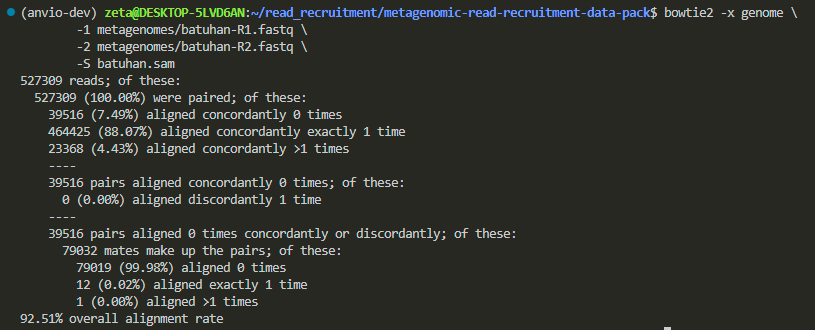 (anvio-dev) zeta@DESKTOP-5LVD6AN:~/read_recruitment/metagenomic-read-recruitment-data-pack$ bowtie2 -x genome \
-1 metagenomes/batuhan-R1.fastq \
-2 metagenomes/batuhan-R2.fastq \
-S batuhan.sam
527309 reads; of these:
527309 (100.00%) were paired; of these:
39516 (7.49%) aligned concordantly 0 times
464425 (88.07%) aligned concordantly exactly 1 time
23368 (4.43%) aligned concordantly >1 times
----
39516 pairs aligned concordantly 0 times; of these:
0 (0.00%) aligned discordantly 1 time
----
39516 pairs aligned 0 times concordantly or discordantly; of these:
79032 mates make up the pairs; of these:
79019 (99.98%) aligned 0 times
12 (0.02%) aligned exactly 1 time
1 (0.00%) aligned >1 times
92.51% overall alignment rate